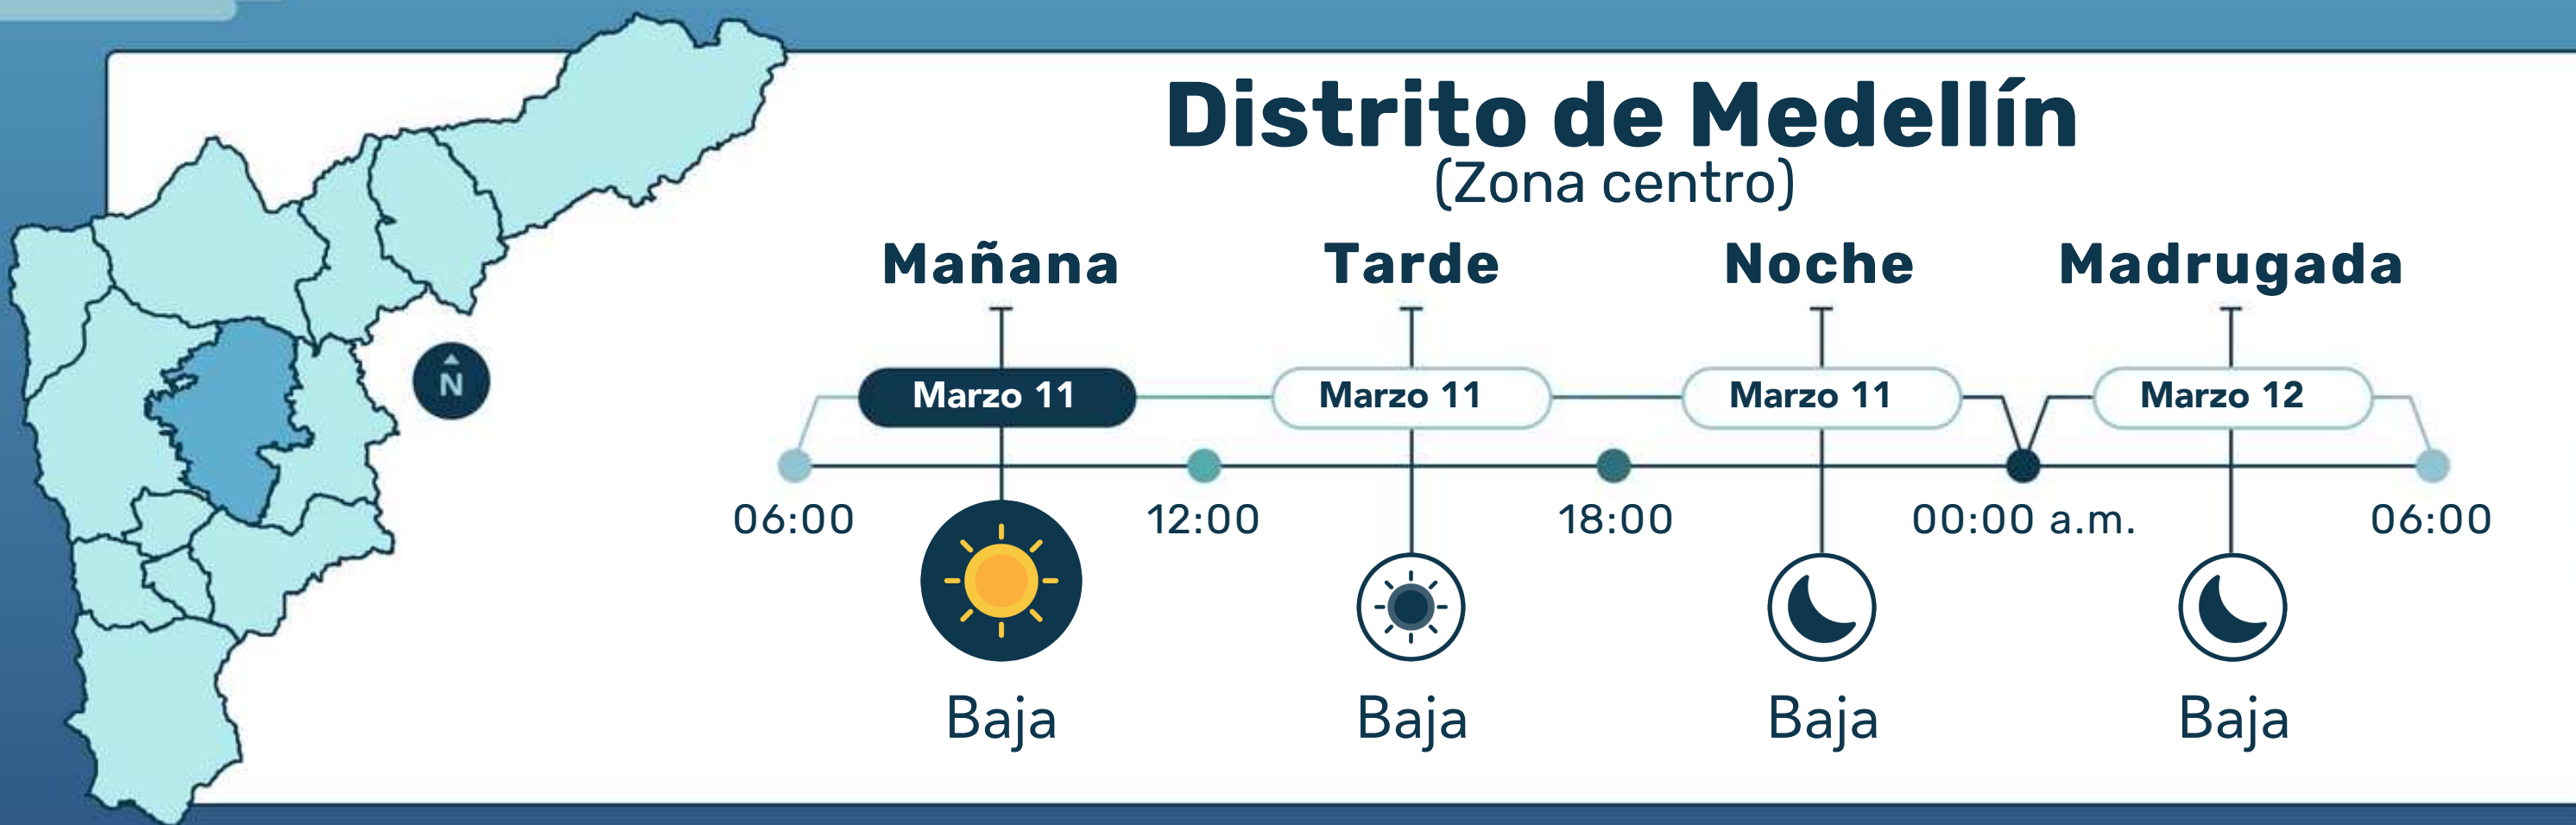 Distrito de Medellín
(Zona centro)
Mañana Tarde Noche Madrugada
Marzo 11 Marzo 11 Marzo 11 Marzo 12
N
06:00 12:00 18:00 00:00 a.m. 06:00
Baja Baja Baja Baja